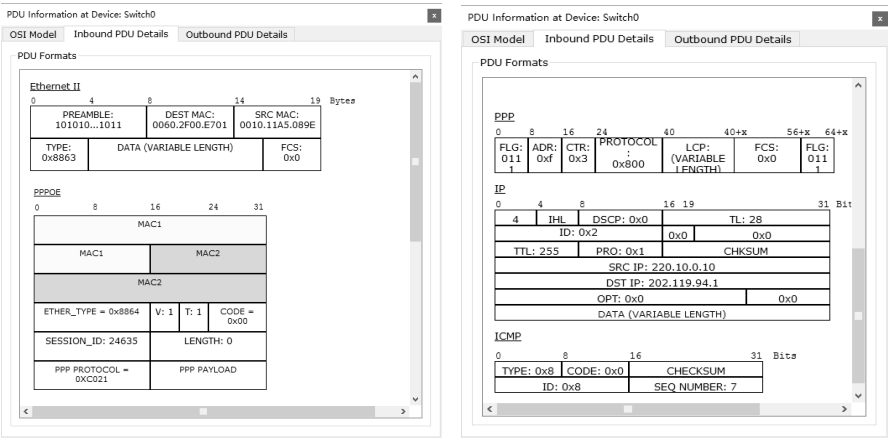 PDU Information at Device: Switch0
x
OSI Model Inbound PDU Details Outbound PDU Details
PDU Formats
Ethernet II
0 4 8 14 19 Bytes
PREAMBLE: 101010...1011
DEST MAC: 0060.2F00.E701
SRC MAC: 0010.11A5.089E
TYPE: 0x8863
DATA (VARIABLE LENGTH)
FCS: 0x0
PPPOE
0 8 16 24 31
MAC1
MAC1 MAC2
MAC2
ETHER_TYPE = 0x8864 V: 1 T: 1 CODE = 0x00
SESSION_ID: 24635 LENGTH: 0
PPP PROTOCOL = 0XC021
PPP PAYLOAD
PDU Information at Device: Switch0
x
OSI Model Inbound PDU Details Outbound PDU Details
PDU Formats
PPP
0 8 16 24 40 40+x 56+x 64+x
FLG: 0111
ADR: 0xf
CTR: 0x3
PROTOCOL: 0x800
LCP: (VARIABLE LENGTH)
FCS: 0x0
FLG: 0111
IP
0 4 8 16 19 31 Bit
4 IHL DSCP: 0x0 TL: 28
ID: 0x2 0x0 0x0
TTL: 255 PRO: 0x1 CHKSUM
SRC IP: 220.10.0.10
DST IP: 202.119.94.1
OPT: 0x0 0x0
DATA (VARIABLE LENGTH)
ICMP
0 8 16 31 Bits
TYPE: 0x8 CODE: 0x0 CHECKSUM
ID: 0x8 SEQ NUMBER: 7